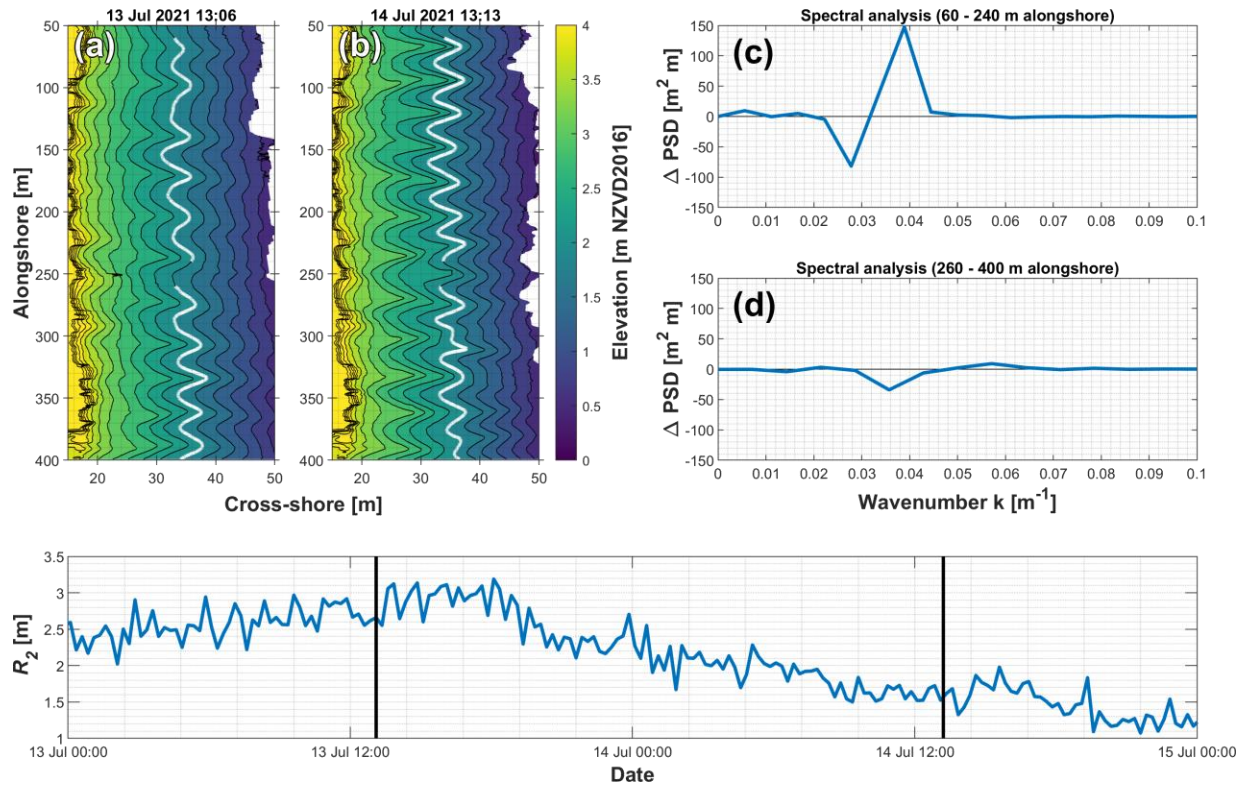 13 Jul 2021 13:06
14 Jul 2021 13:13
(a)
(b)
50
100
150
200
250
300
350
400
Alongshore [m]
20 30 40 50
20 30 40 50
Cross-shore [m]
4
3.5
3
2.5
2
1.5
1
0.5
0
Elevation [m NZVD2016]
Spectral analysis (60 - 240 m alongshore)
(c)
150
100
50
0
-50
-100
-150
Δ PSD [m² m]
0 0.01 0.02 0.03 0.04 0.05 0.06 0.07 0.08 0.09 0.1
Spectral analysis (260 - 400 m alongshore)
(d)
150
100
50
0
-50
-100
-150
Δ PSD [m² m]
0 0.01 0.02 0.03 0.04 0.05 0.06 0.07 0.08 0.09 0.1
Wavenumber k [m⁻¹]
3.5
3
2.5
2
1.5
1
R₂ [m]
13 Jul 00:00 13 Jul 12:00 14 Jul 00:00 14 Jul 12:00 15 Jul 00:00
Date